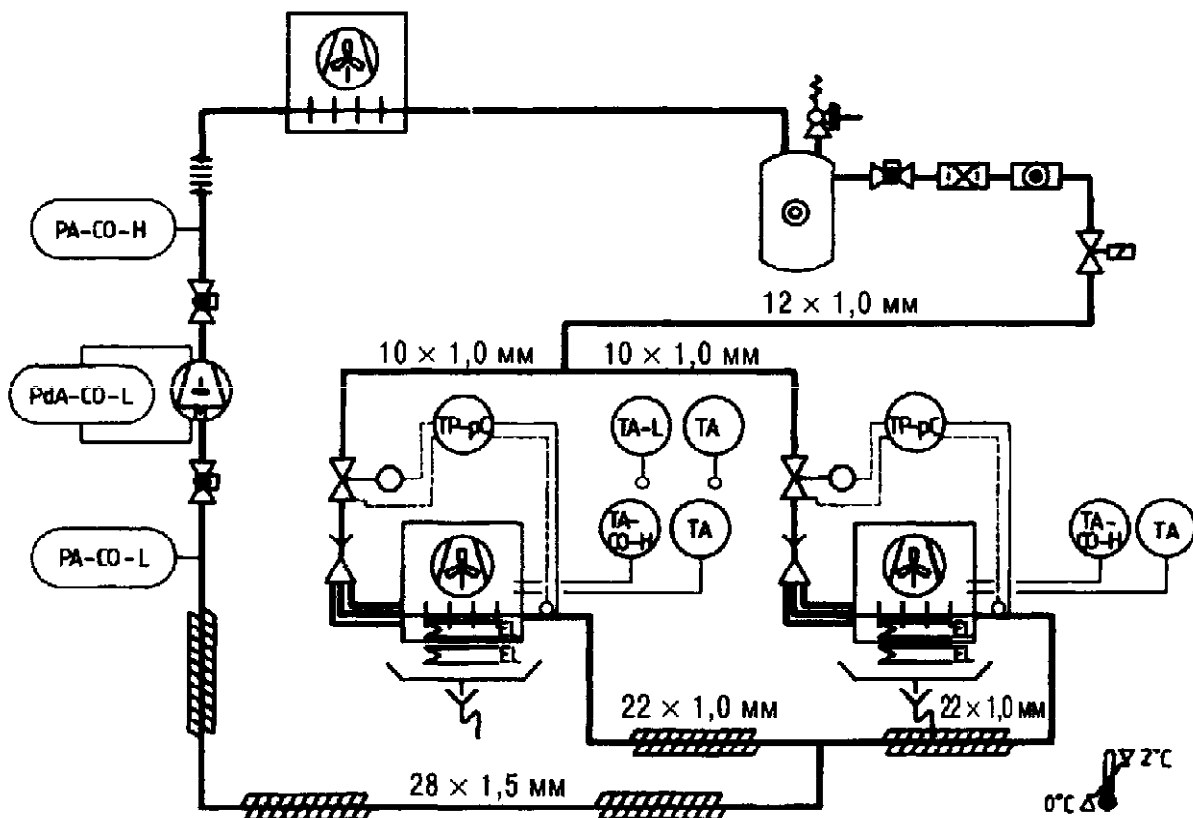 PA-CO-H
12 × 1,0 мм
10 × 1,0 мм
10 × 1,0 мм
PdA-CO-L
TP-pC
TA-L
TA
TP-pC
PA-CO-L
TA-
CO-H
TA
TA-
CO-H
TA
EL
EL
EL
EL
22 × 1,0 мм
22 × 1,0 мм
28 × 1,5 мм
2°C
0°C